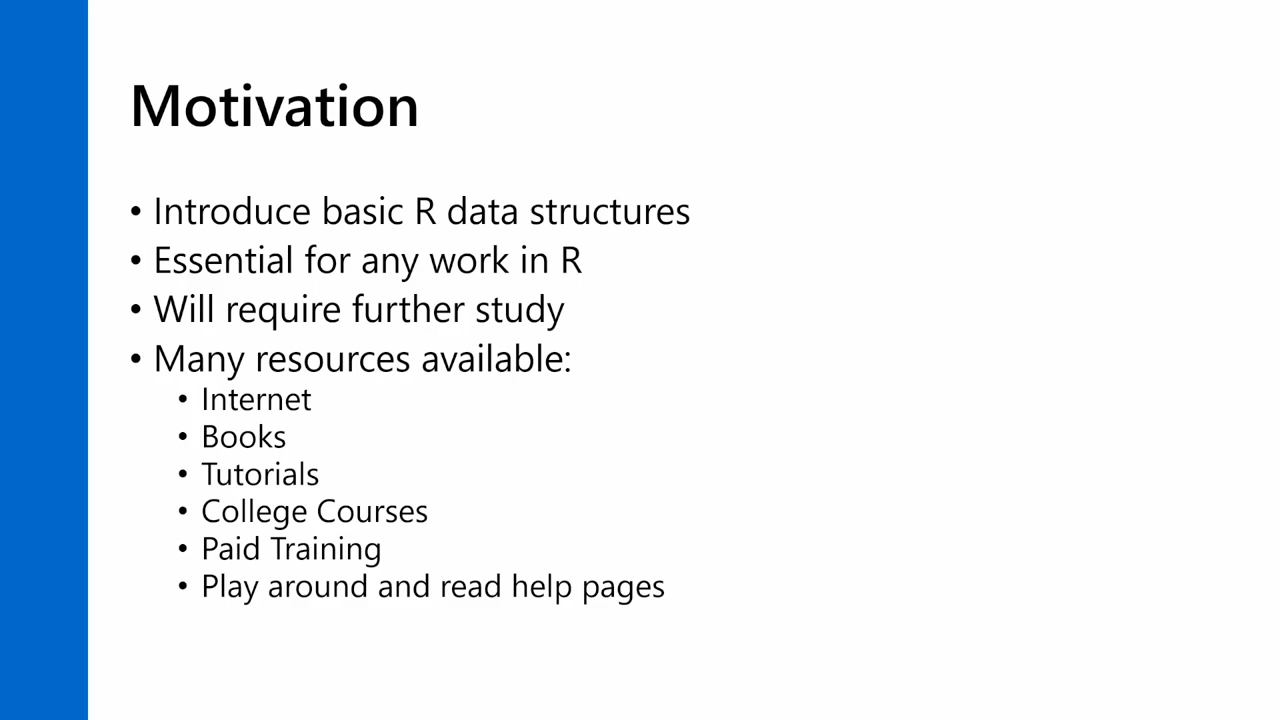 Motivation
• Introduce basic R data structures
• Essential for any work in R
• Will require further study
• Many resources available:
• Internet
• Books
• Tutorials
• College Courses
• Paid Training
• Play around and read help pages